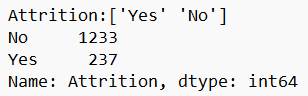 Attrition:['Yes' 'No']
No     1233
Yes     237
Name: Attrition, dtype: int64